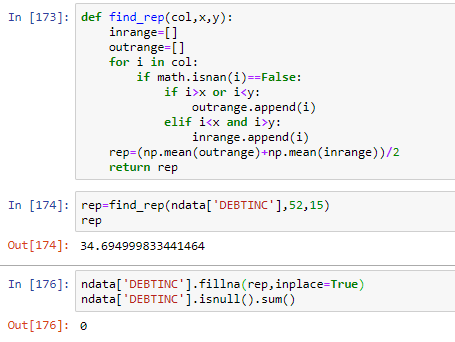 In [173]: def find_rep(col,x,y):
    inrange=[]
    outrange=[]
    for i in col:
        if math.isnan(i)==False:
            if i>x or i<y:
                outrange.append(i)
            elif i<x and i>y:
                inrange.append(i)
    rep=(np.mean(outrange)+np.mean(inrange))/2
    return rep
In [174]: rep=find_rep(ndata['DEBTINC'],52,15)
rep
Out[174]: 34.694999833441464
In [176]: ndata['DEBTINC'].fillna(rep,inplace=True)
ndata['DEBTINC'].isnull().sum()
Out[176]: 0